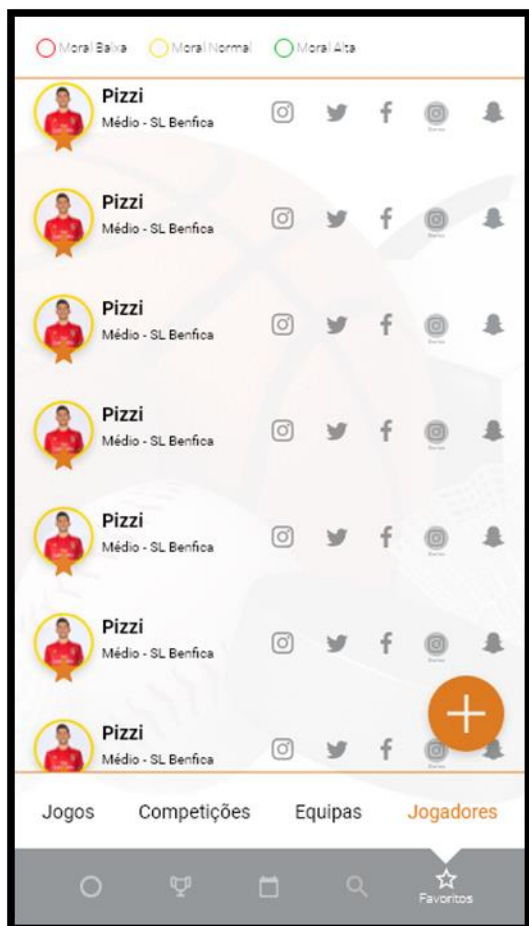 Moral Baixa Moral Normal Moral Alta
Pizzi
Médio - SL Benfica
Pizzi
Médio - SL Benfica
Pizzi
Médio - SL Benfica
Pizzi
Médio - SL Benfica
Pizzi
Médio - SL Benfica
Pizzi
Médio - SL Benfica
Pizzi
Médio - SL Benfica
Jogos Competições Equipas Jogadores
Favoritos